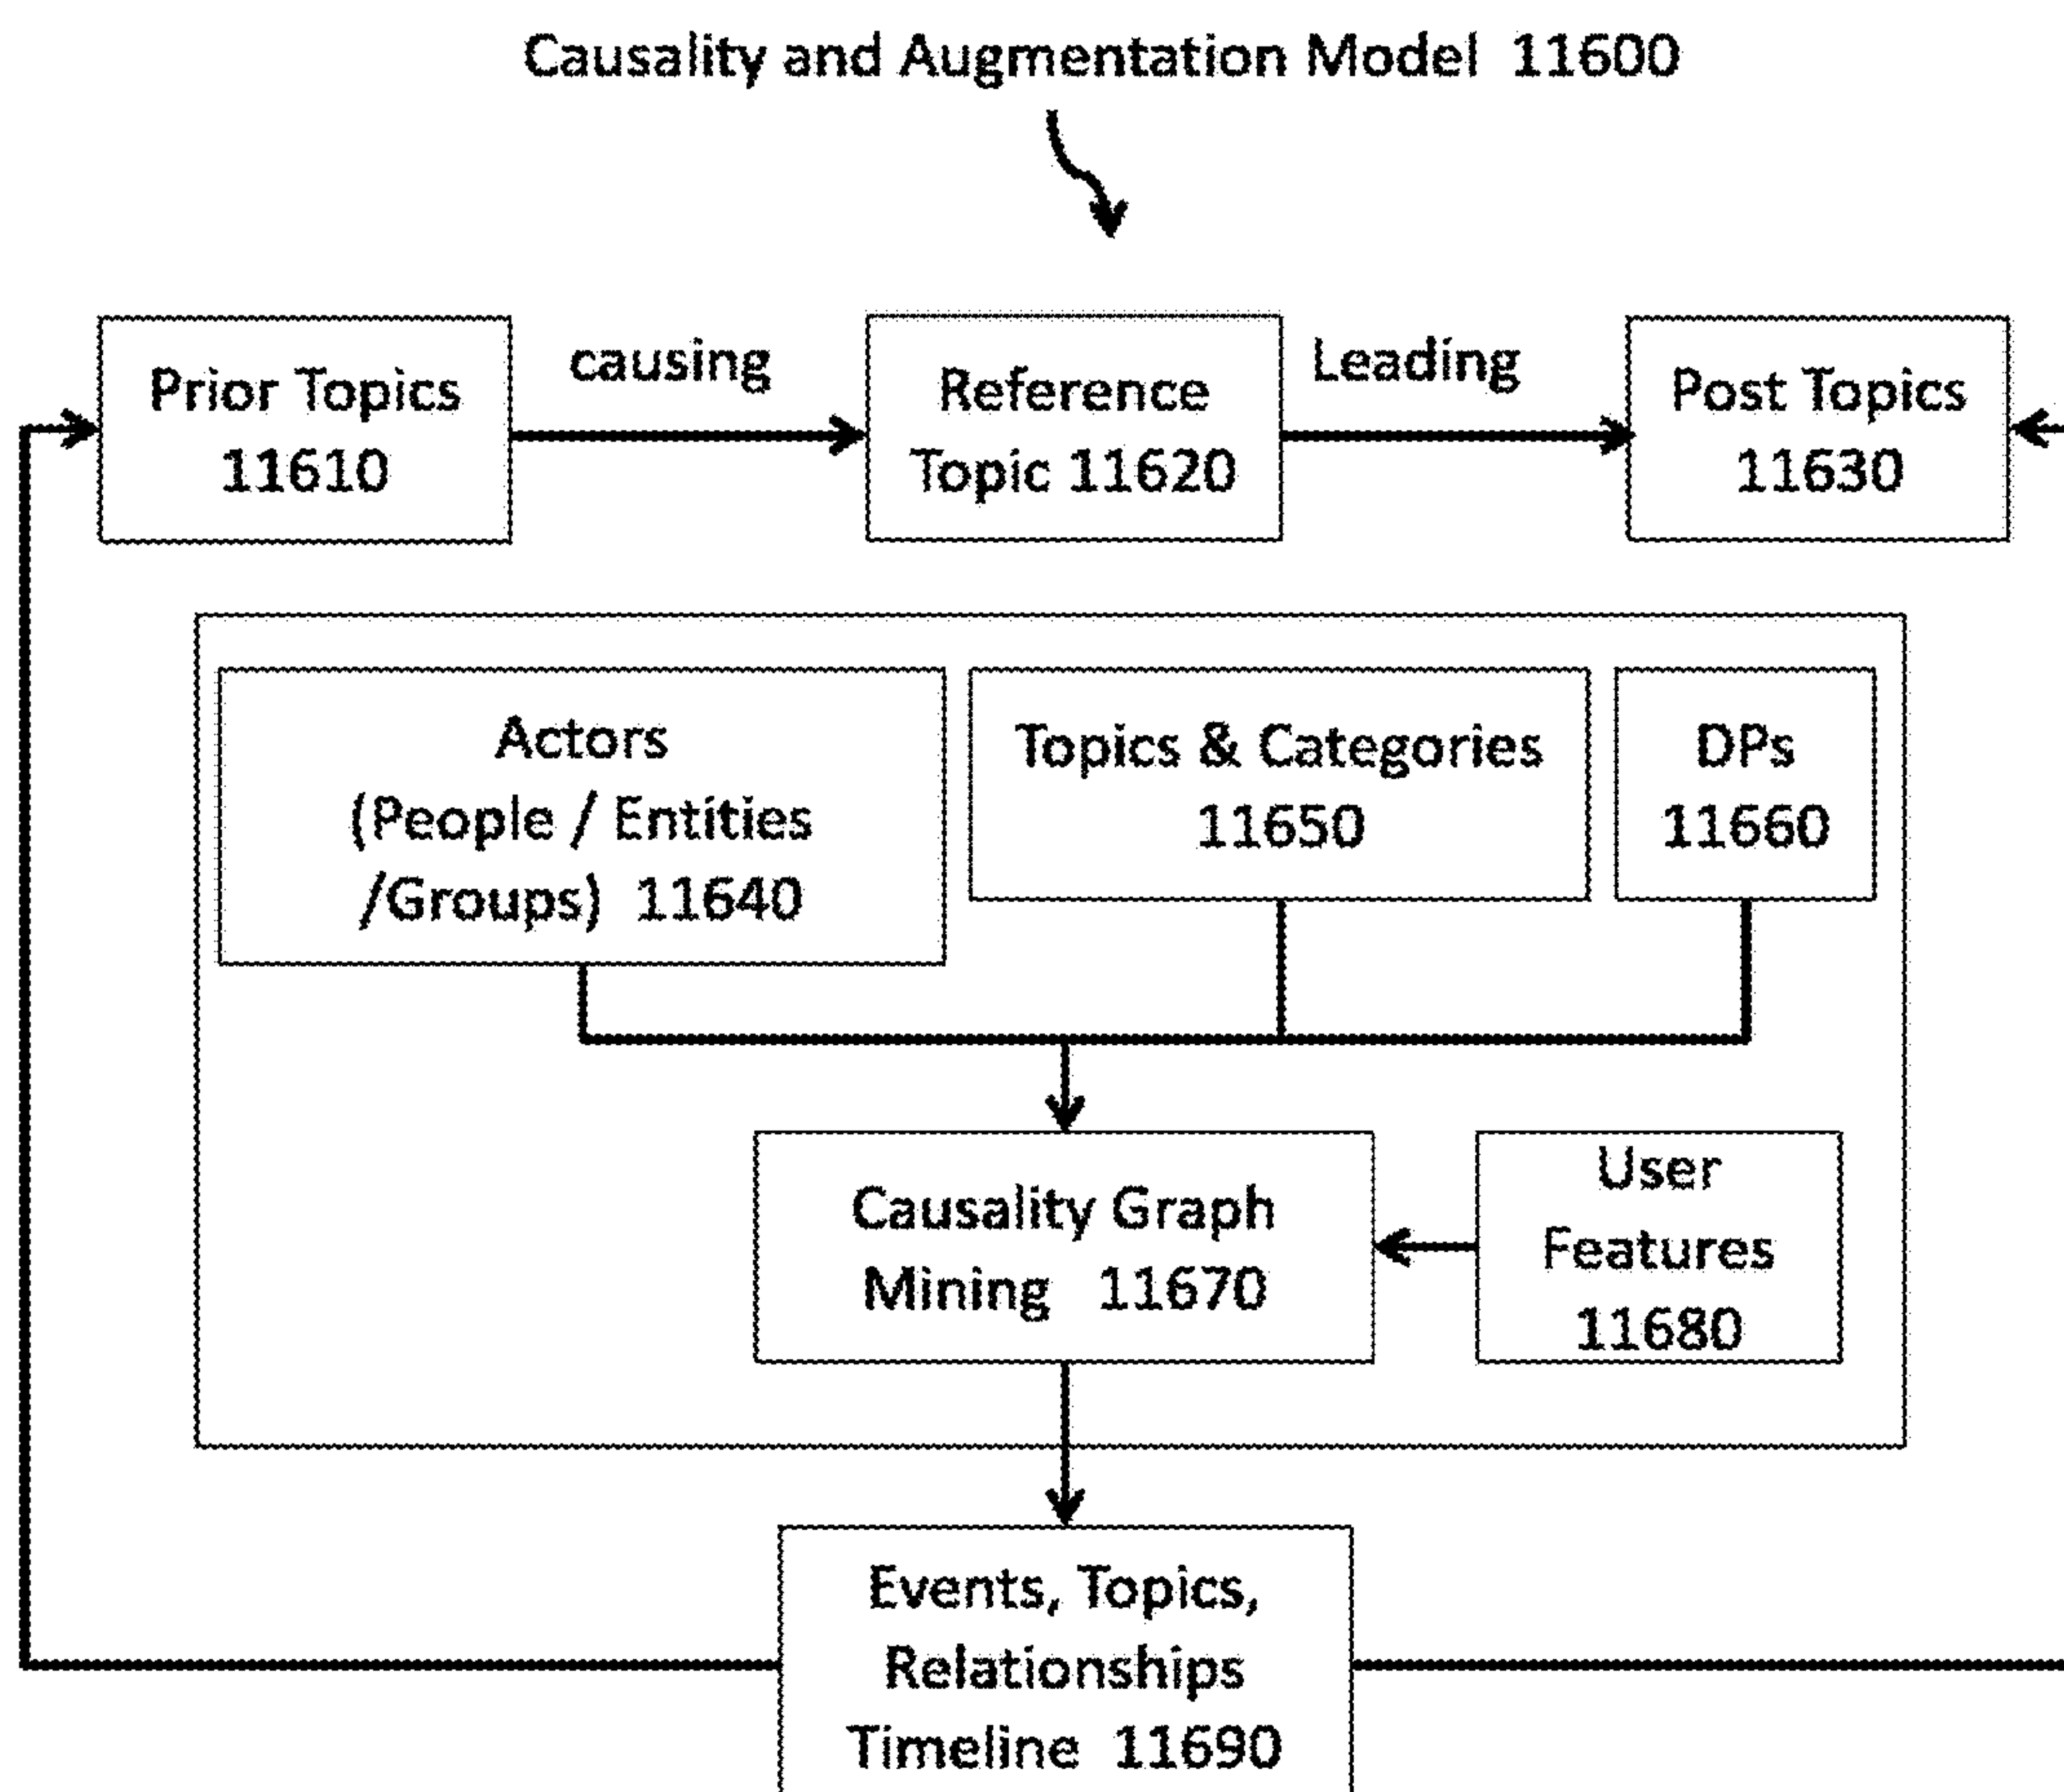 Causality and Augmentation Model 11600
Prior Topics
11610
causing
Reference
Topic 11620
Leading
Post Topics
11630
Actors
(People / Entities
/Groups) 11640
Topics & Categories
11650
DPs
11660
Causality Graph
Mining 11670
User
Features
11680
Events, Topics,
Relationships
Timeline 11690